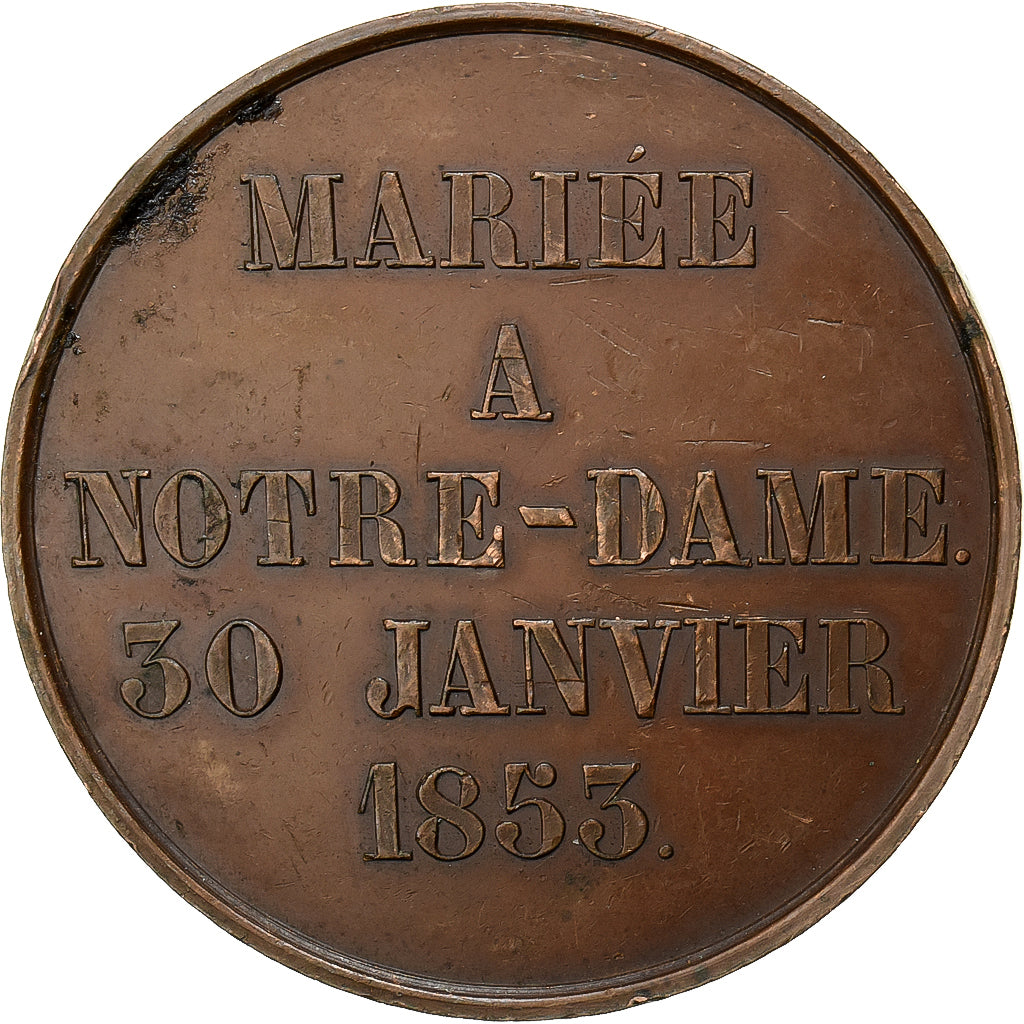 MARIÉE
A
NOTRE-DAME.
30 JANVIER
1853.